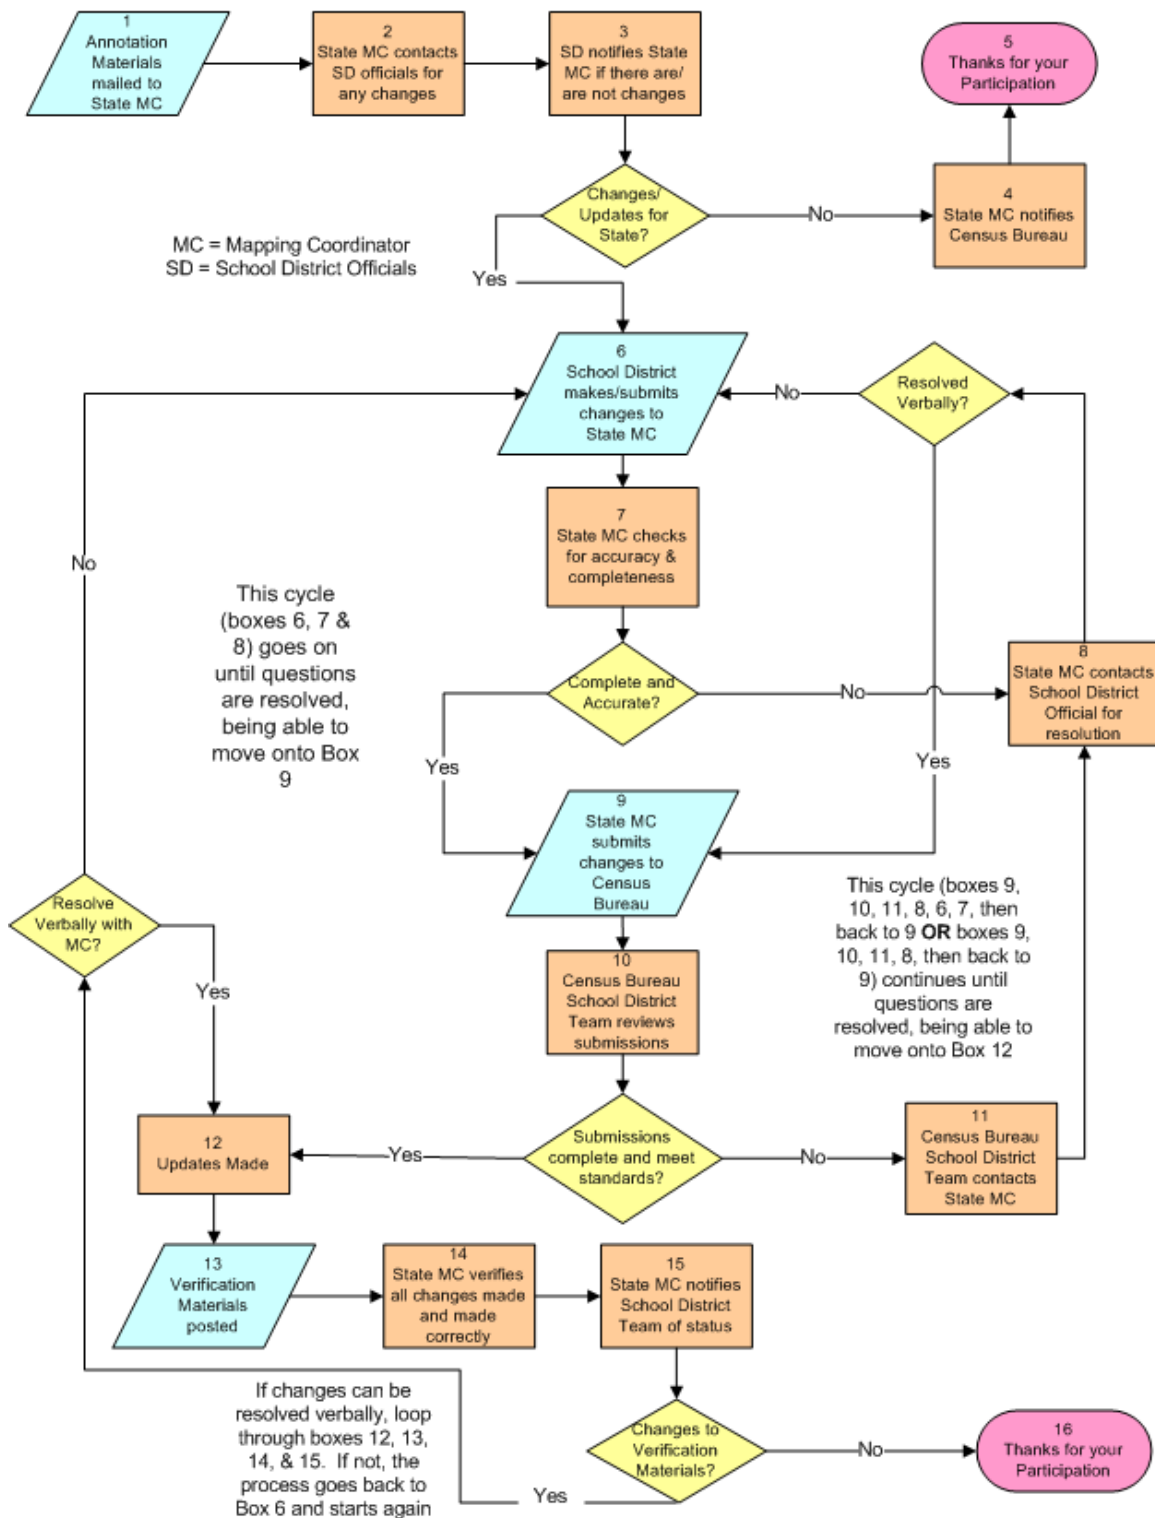 1
Annotation
Materials
mailed to
State MC
2
State MC contacts
SD officials for
any changes
3
SD notifies State
MC if there are/
are not changes
5
Thanks for your
Participation
Changes/
Updates for
State?
No
4
State MC notifies
Census Bureau
MC = Mapping Coordinator
SD = School District Officials
Yes
6
School District
makes/submits
changes to
State MC
No
Resolved
Verbally?
7
State MC checks
for accuracy &
completeness
No
This cycle
(boxes 6, 7 &
8) goes on
until questions
are resolved,
being able to
move onto Box
9
Complete and
Accurate?
No
8
State MC contacts
School District
Official for
resolution
Yes
Yes
9
State MC
submits
changes to
Census
Bureau
Resolve
Verbally with
MC?
This cycle (boxes 9,
10, 11, 8, 6, 7, then
back to 9 OR boxes 9,
10, 11, 8, then back to
9) continues until
questions are
resolved, being able to
move onto Box 12
Yes
10
Census Bureau
School District
Team reviews
submissions
12
Updates Made
Yes
Submissions
complete and meet
standards?
No
11
Census Bureau
School District
Team contacts
State MC
13
Verification
Materials
posted
14
State MC verifies
all changes made
and made
correctly
15
State MC notifies
School District
Team of status
If changes can be
resolved verbally, loop
through boxes 12, 13,
14, & 15. If not, the
process goes back to
Box 6 and starts again
Yes
Changes to
Verification
Materials?
No
16
Thanks for your
Participation